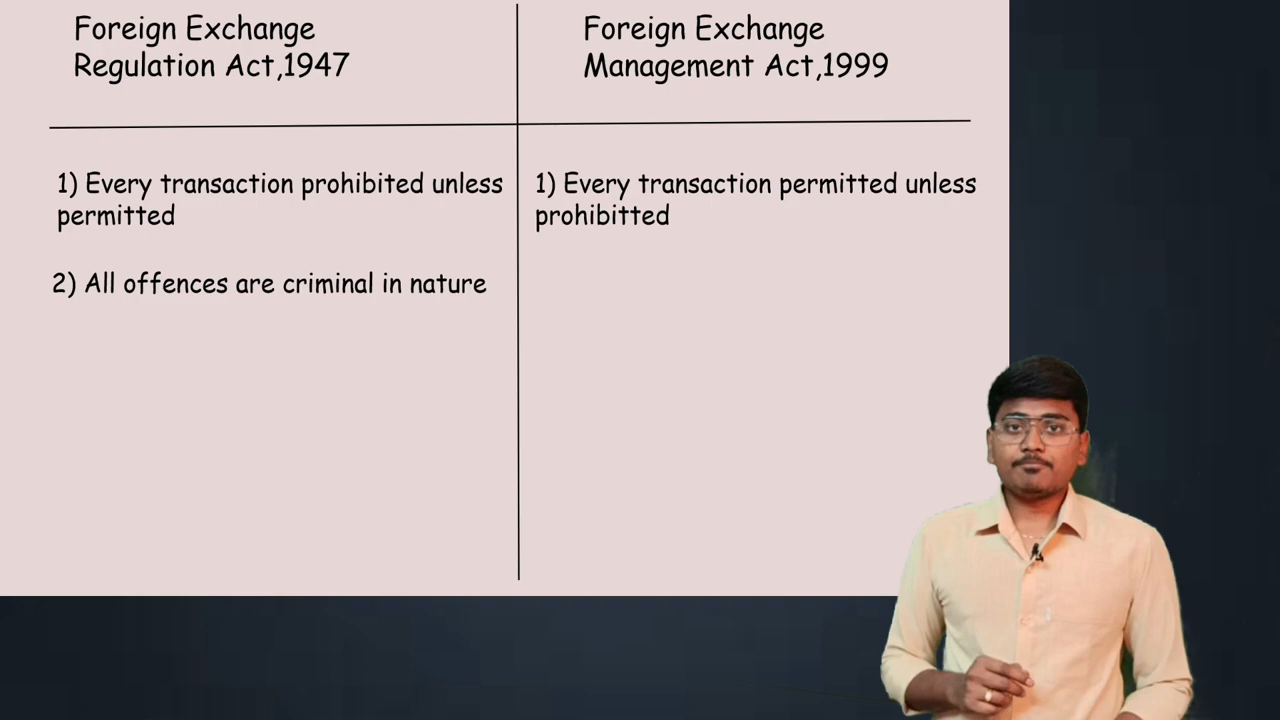 Foreign Exchange
Regulation Act,1947
Foreign Exchange
Management Act,1999
1) Every transaction prohibited unless
permitted
2) All offences are criminal in nature
1) Every transaction permitted unless
prohibitted